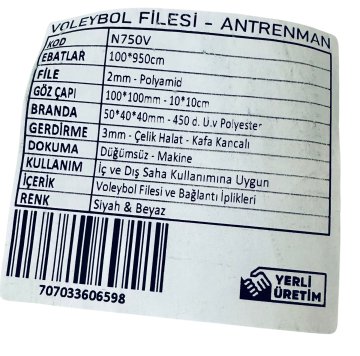 VOLEYBOL FİLESİ - ANTRENMAN
KOD N750V
EBATLAR 100*950cm
FİLE 2mm - Polyamid
GÖZ ÇAPI 100*100mm - 10*10cm
BRANDA 50*40*40mm - 450 d. U.v Polyester
GERDİRME 3mm - Çelik Halat - Kafa Kancalı
DOKUMA Düğümsüz - Makine
KULLANIM İç ve Dış Saha Kullanımına Uygun
İÇERİK Voleybol Filesi ve Bağlantı İplikleri
RENK Siyah & Beyaz
707033606598
YERLİ
ÜRETİM